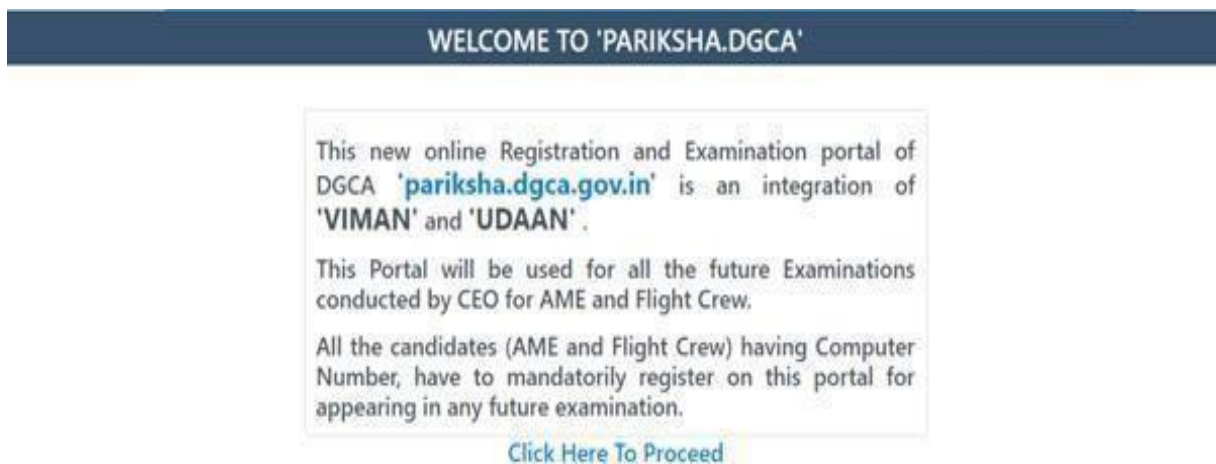 WELCOME TO 'PARIKSHA.DGCA'
This new online Registration and Examination portal of
DGCA 'pariksha.dgca.gov.in' is an integration of
'VIMAN' and 'UDAAN' .
This Portal will be used for all the future Examinations
conducted by CEO for AME and Flight Crew.
All the candidates (AME and Flight Crew) having Computer
Number, have to mandatorily register on this portal for
appearing in any future examination.
Click Here To Proceed